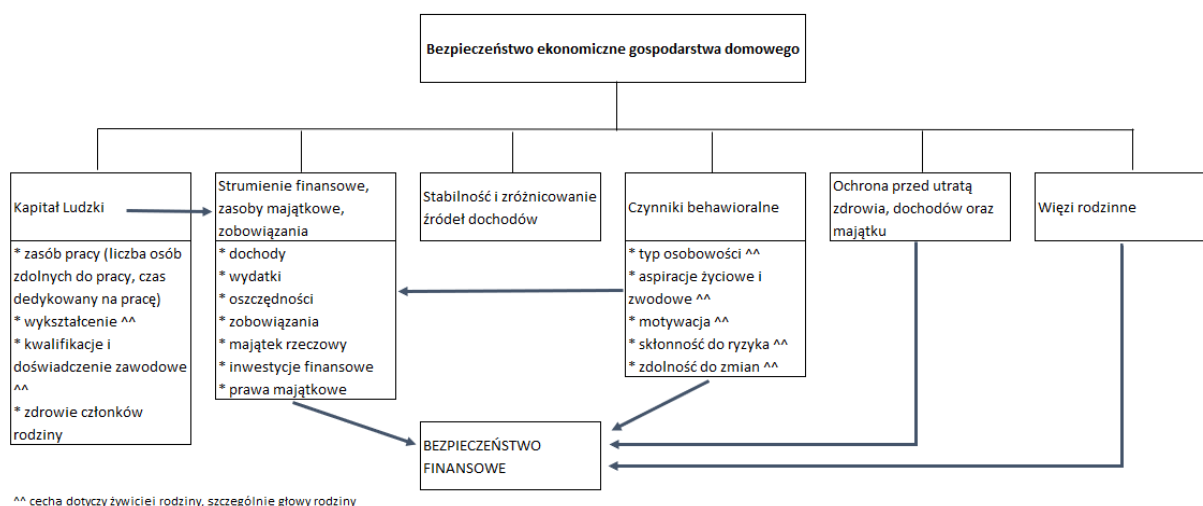 Bezpieczeństwo ekonomiczne gospodarstwa domowego
Kapitał Ludzki
* zasób pracy (liczba osób
zdolnych do pracy, czas
dedykowany na pracę)
* wykształcenie ^^
* kwalifikacje i
doświadczenie zawodowe
^^
* zdrowie członków
rodziny
Strumienie finansowe,
zasoby majątkowe,
zobowiązania
* dochody
* wydatki
* oszczędności
* zobowiązania
* majątek rzeczowy
* inwestycje finansowe
* prawa majątkowe
Stabilność i zróżnicowanie
źródeł dochodów
Czynniki behawioralne
* typ osobowości ^^
* aspiracje życiowe i
zwodowe ^^
* motywacja ^^
* skłonność do ryzyka ^^
* zdolność do zmian ^^
Ochrona przed utratą
zdrowia, dochodów oraz
majątku
Więzi rodzinne
BEZPIECZEŃSTWO
FINANSOWE
^^ cecha dotyczy żywiciei rodziny, szczególnie głowy rodziny